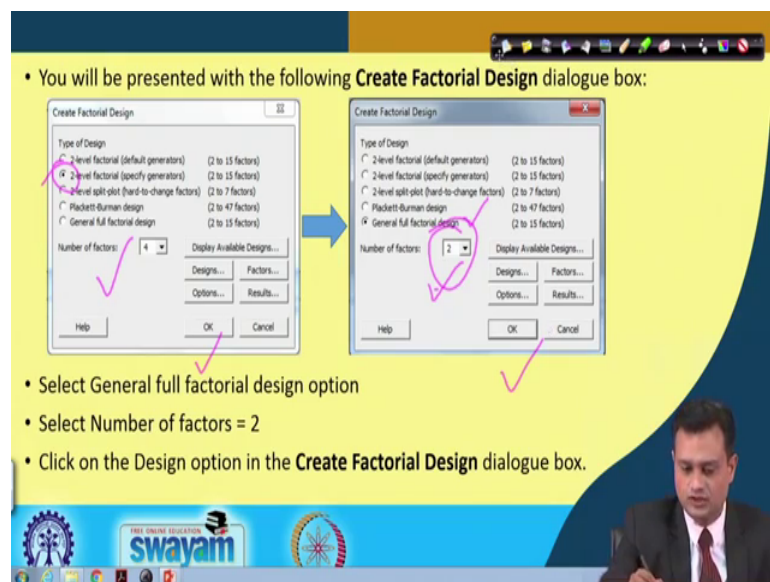 • You will be presented with the following Create Factorial Design dialogue box:
Create Factorial Design
Type of Design
2-level factorial (default generators) (2 to 15 factors)
2-level factorial (specify generators) (2 to 15 factors)
2-level split-plot (hard-to-change factors) (2 to 7 factors)
Plackett-Burman design (2 to 47 factors)
General full factorial design (2 to 15 factors)
Number of factors: 4 Display Available Designs...
Designs... Factors...
Options... Results...
Help OK Cancel
Create Factorial Design
Type of Design
2-level factorial (default generators) (2 to 15 factors)
2-level factorial (specify generators) (2 to 15 factors)
2-level split-plot (hard-to-change factors) (2 to 7 factors)
Plackett-Burman design (2 to 47 factors)
General full factorial design (2 to 15 factors)
Number of factors: 2 Display Available Designs...
Designs... Factors...
Options... Results...
Help OK Cancel
• Select General full factorial design option
• Select Number of factors = 2
• Click on the Design option in the Create Factorial Design dialogue box.
FREE ONLINE EDUCATION
swayam